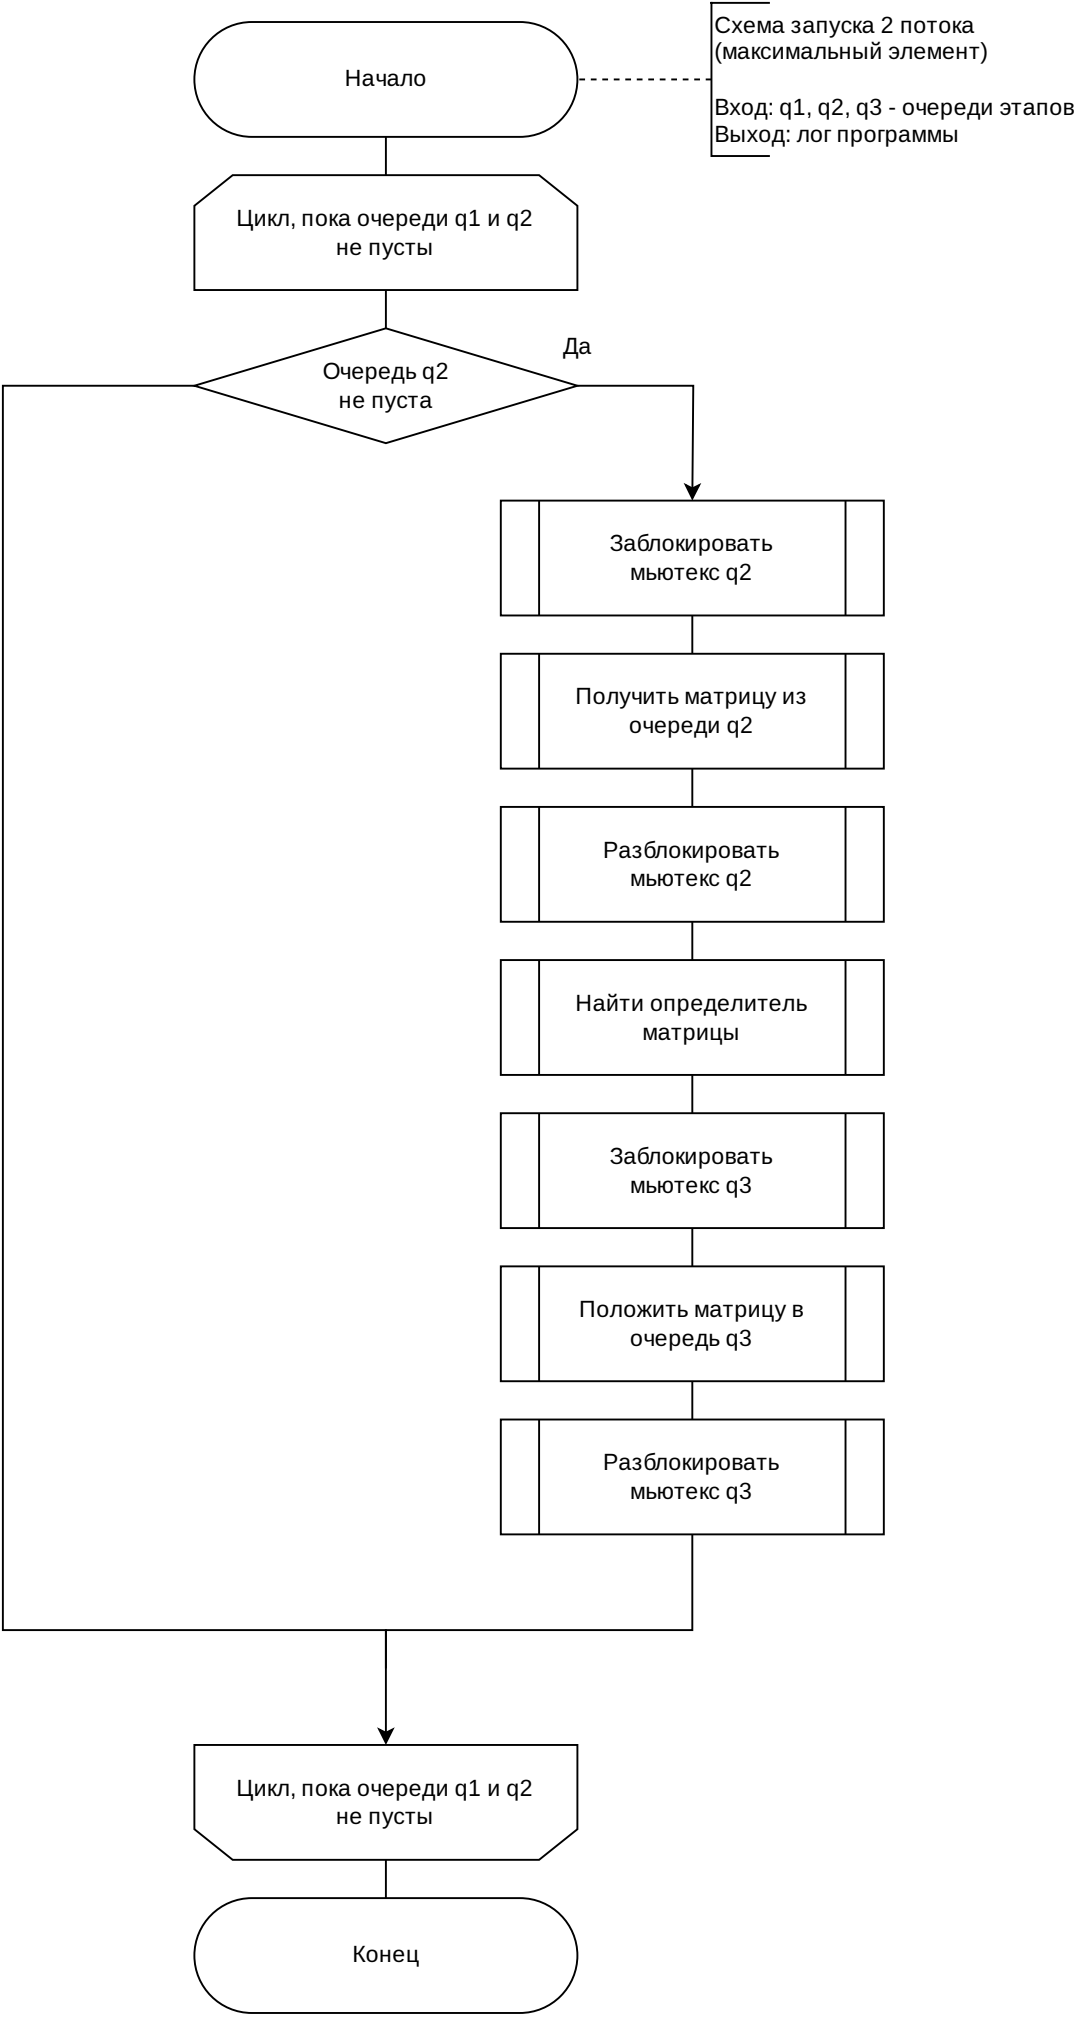 Начало
Схема запуска 2 потока
(максимальный элемент)
Вход: q1, q2, q3 - очереди этапов
Выход: лог программы
Цикл, пока очереди q1 и q2
не пусты
Очередь q2
не пуста
Да
Заблокировать
мьютекс q2
Получить матрицу из
очереди q2
Разблокировать
мьютекс q2
Найти определитель
матрицы
Заблокировать
мьютекс q3
Положить матрицу в
очередь q3
Разблокировать
мьютекс q3
Цикл, пока очереди q1 и q2
не пусты
Конец